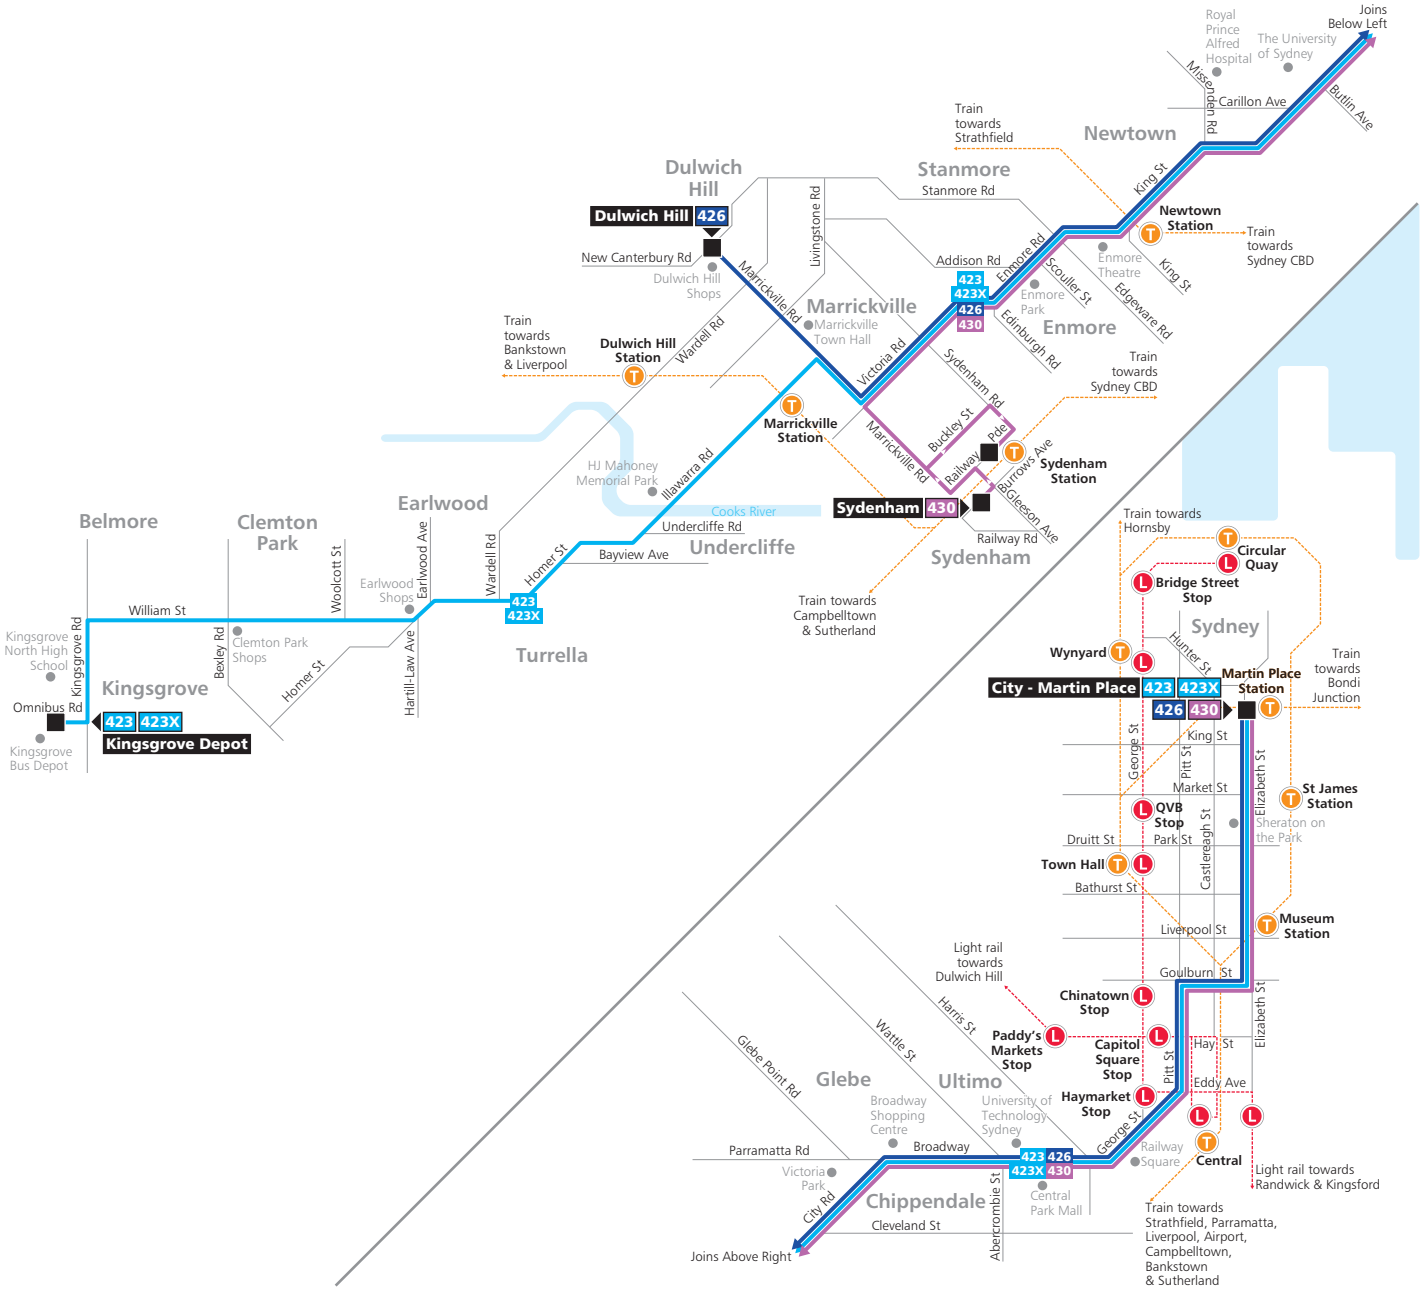 Joins
Below Left
Royal
Prince
Alfred
Hospital
The University
of Sydney
Missenden Rd
Carillon Ave
Butlin Ave
Train
towards
Strathfield
Newtown
King St
Stanmore
Stanmore Rd
Dulwich
Hill
Dulwich Hill 426
Livingstone Rd
Newtown
Station
Train
towards
Sydney CBD
New Canterbury Rd
Dulwich Hill
Shops
Marrickville Rd
Addison Rd
Enmore Rd
Enmore
Theatre
King St
Scouller St
Edgeware Rd
423
423X
426
430
Enmore
Park
Enmore
Edinburgh Rd
Marrickville
Marrickville
Town Hall
Wardell Rd
Train
towards
Bankstown
& Liverpool
Dulwich Hill
Station
T
Victoria Rd
Sydenham Rd
Train
towards
Sydney CBD
Marrickville
Station
Marrickville Rd
Buckley St
Railway Pde
Burrows Ave
Sydenham
Station
Gleeson Ave
Sydenham 430
Railway Rd
Sydenham
HJ Mahoney
Memorial Park
Illawarra Rd
Cooks River
Undercliffe Rd
Undercliffe
Bayview Ave
Train towards
Campbelltown
& Sutherland
Belmore
Clemton
Park
Earlwood
Earlwood Ave
Woolcott St
Wardell Rd
Homer St
Earlwood
Shops
423
423X
Turrella
William St
Kingsgrove
North High
School
Kingsgrove Rd
Bexley Rd
Clemton Park
Shops
Homer St
Hartill-Law Ave
Kingsgrove
Omnibus Rd
423 423X
Kingsgrove Depot
Kingsgrove
Bus Depot
Train towards
Hornsby
T
Circular
Quay
L
Bridge Street
Stop
Sydney
Hunter St
Wynyard T
L
Martin Place
Station
Train
towards
Bondi
Junction
City - Martin Place 423 423X
426 430
T
King St
George St
Pitt St
Elizabeth St
Market St
St James
Station
QVB
Stop
Castlereagh St
Sheraton on
the Park
Druitt St
Park St
Town Hall T L
Bathurst St
Liverpool St
Museum
Station
Light rail
towards
Dulwich Hill
Goulburn St
Chinatown
Stop
Elizabeth St
Harris St
Wattle St
Glebe Point Rd
Paddy's
Markets
Stop
Capitol
Square
Stop
Hay St
Pitt St
Glebe
Ultimo
Haymarket
Stop
Eddy Ave
Broadway
Shopping
Centre
University of
Technology
Sydney
George St
L
L
T
Central
Parramatta Rd
Broadway
423 426
423X 430
Railway
Square
Victoria
Park
City Rd
Chippendale
Abercrombie St
Central
Park Mall
Light rail towards
Randwick & Kingsford
Cleveland St
Joins Above Right
Train towards
Strathfield, Parramatta,
Liverpool, Airport,
Campbelltown,
Bankstown
& Sutherland